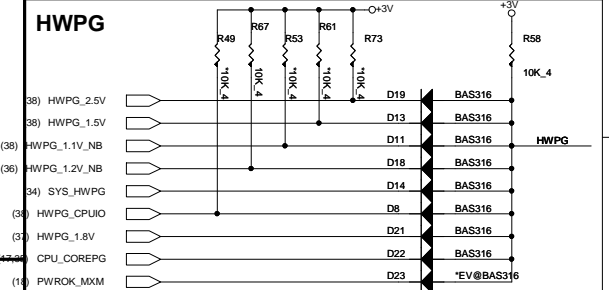 HWPG
+3V
+3V
R49
R67
R53
R61
R73
R58
*10K_4
10K_4
*10K_4
*10K_4
*10K_4
10K_4
38) HWPG_2.5V
D19
BAS316
38) HWPG_1.5V
D13
BAS316
(38) HWPG_1.1V_NB
D11
BAS316
HWPG
(36) HWPG_1.2V_NB
D18
BAS316
34) SYS_HWPG
D14
BAS316
HWPG_CPUIO
D8
BAS316
(37) HWPG_1.8V
D21
BAS316
CPU_COREPG
D22
BAS316
(18) PWROK_MXM
D23
*EV@BAS316